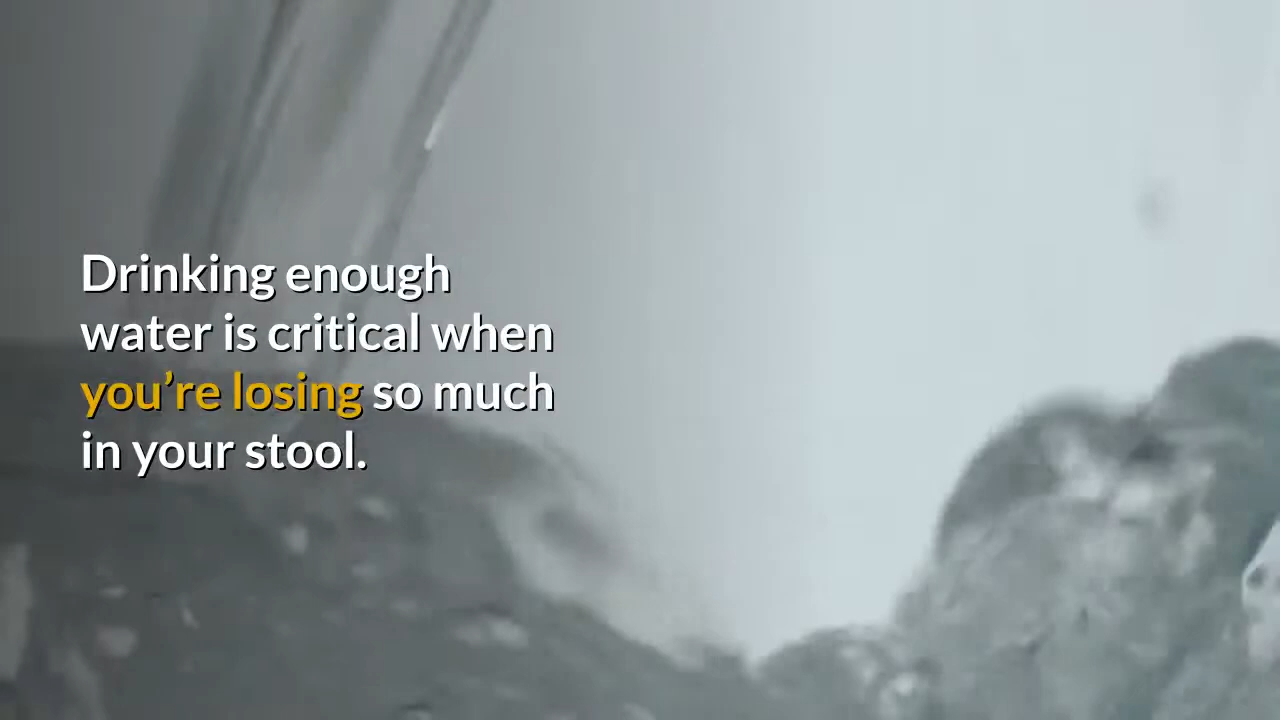 Drinking enough
water is critical when
you’re losing so much
in your stool.